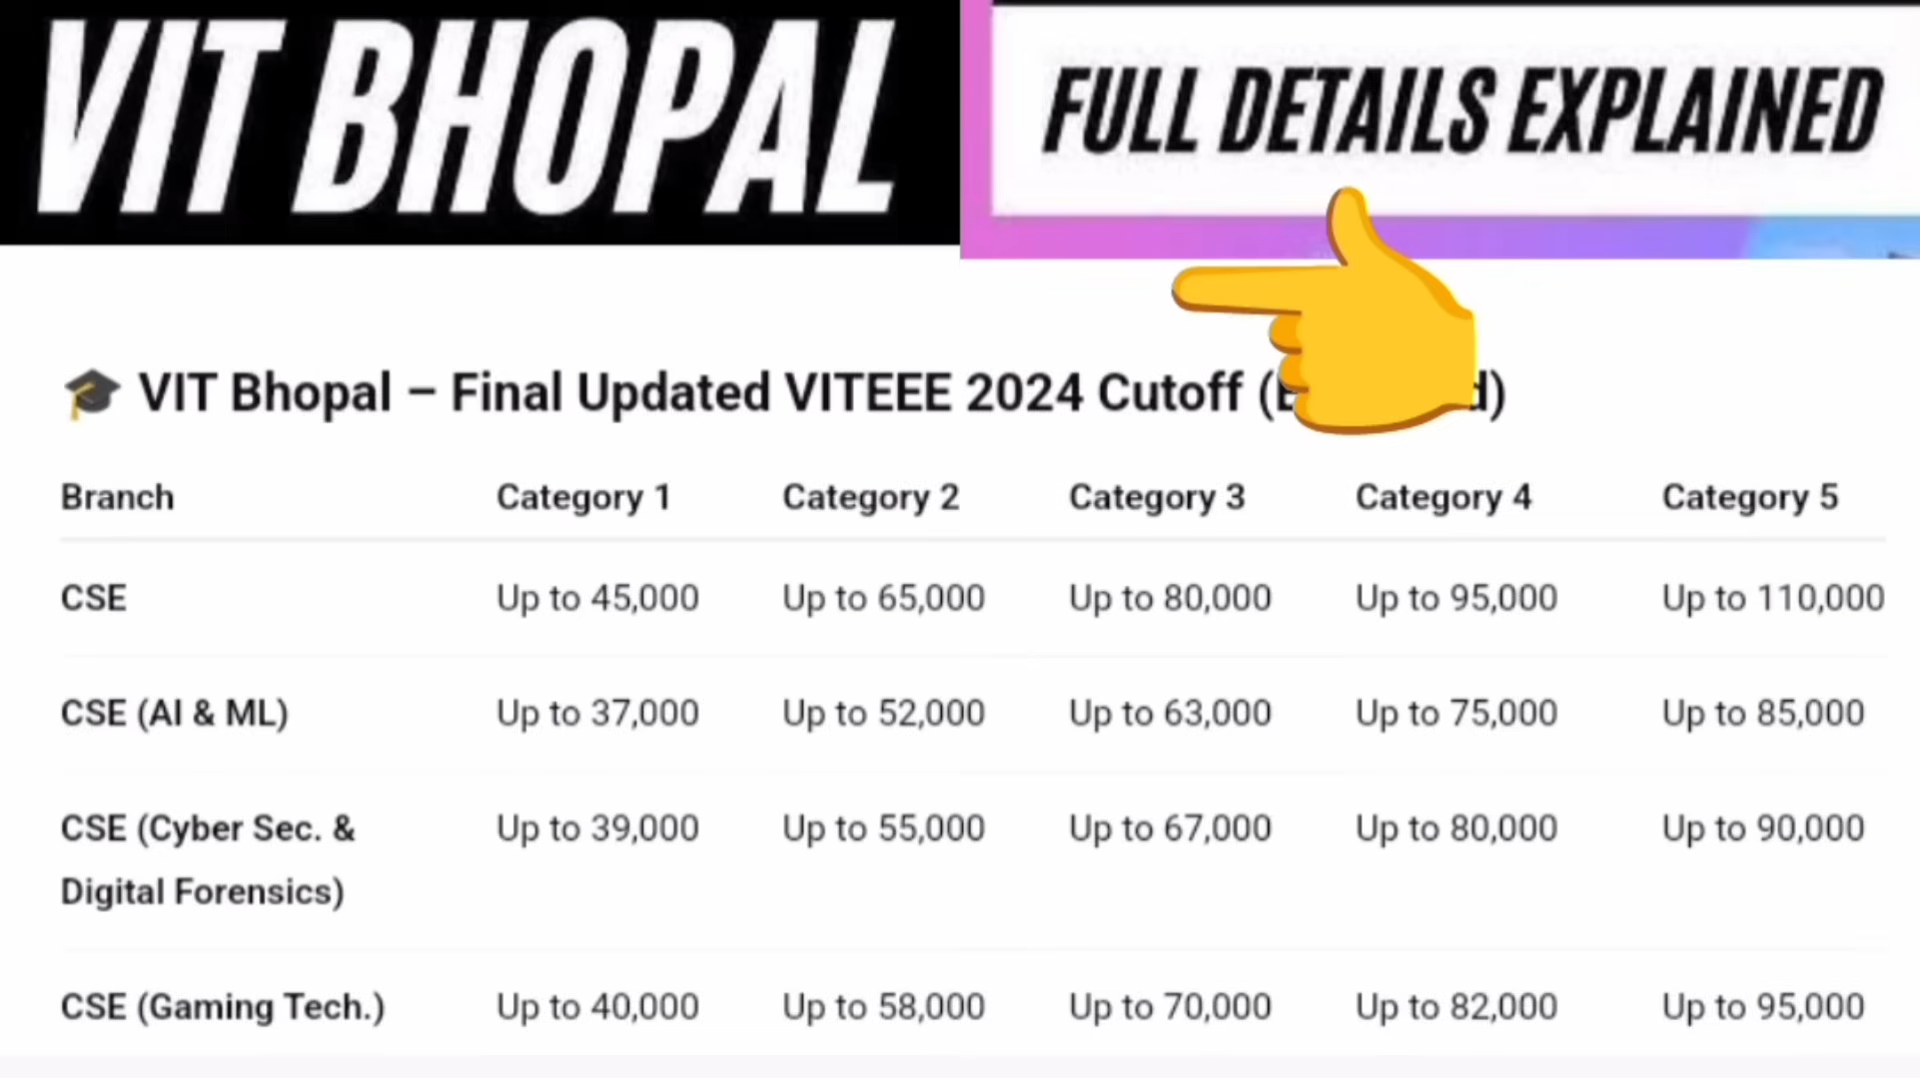 VIT BHOPAL
FULL DETAILS EXPLAINED
🎓 VIT Bhopal – Final Updated VITEEE 2024 Cutoff
Branch Category 1 Category 2 Category 3 Category 4 Category 5
CSE Up to 45,000 Up to 65,000 Up to 80,000 Up to 95,000 Up to 110,000
CSE (AI & ML) Up to 37,000 Up to 52,000 Up to 63,000 Up to 75,000 Up to 85,000
CSE (Cyber Sec. & Up to 39,000 Up to 55,000 Up to 67,000 Up to 80,000 Up to 90,000
Digital Forensics)
CSE (Gaming Tech.) Up to 40,000 Up to 58,000 Up to 70,000 Up to 82,000 Up to 95,000